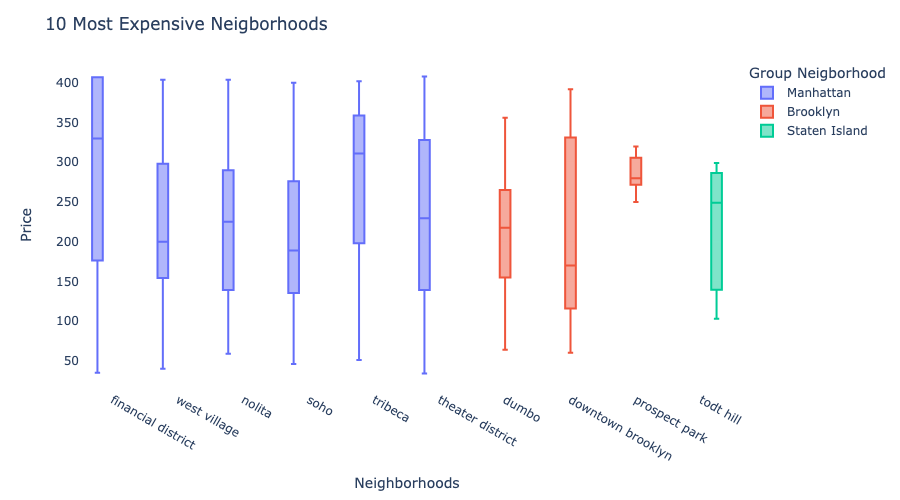 10 Most Expensive Neigborhoods
Group Neigborhood
Manhattan
Brooklyn
Staten Island
Price
400
350
300
250
200
150
100
50
financial district
west village
nolita
soho
tribeca
theater district
dumbo
downtown brooklyn
prospect park
todt hill
Neighborhoods